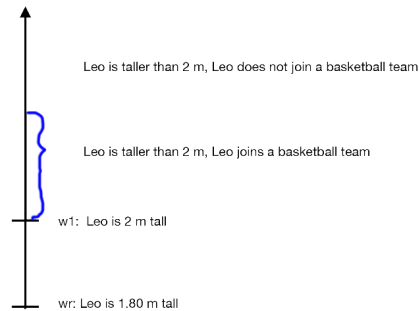 Leo is taller than 2 m, Leo does not join a basketball team
Leo is taller than 2 m, Leo joins a basketball team
w1: Leo is 2 m tall
wr: Leo is 1.80 m tall